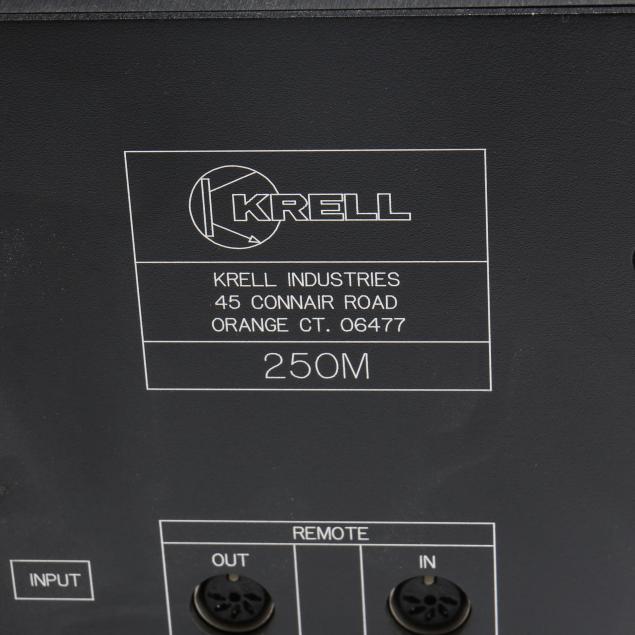 KRELL
KRELL INDUSTRIES
45 CONNAIR ROAD
ORANGE CT. 06477
250M
REMOTE
OUT
IN
INPUT